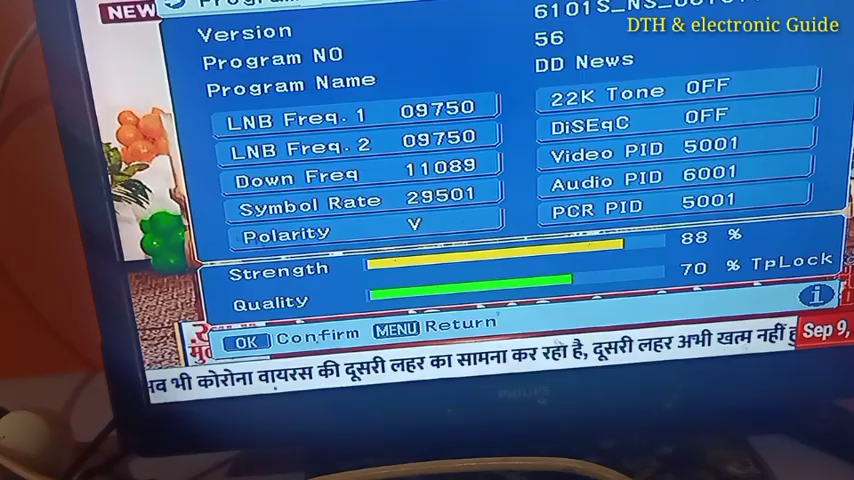 NEW
DTH & electronic Guide
Version
Program NO 56
Program Name DD News
LNB Freq. 1 09750
LNB Freq. 2 09750
Down Freq 11089
Symbol Rate 29501
Polarity V
22K Tone OFF
DiSEqC OFF
Video PID 5001
Audio PID 6001
PCR PID 5001
Strength 88 %
Quality 70 % TpLock
OK Confirm MENU Return
Sep 9,
भी कोरोना वायरस की दूसरी लहर का सामना कर रहा है, दूसरी लहर अभी खत्म नहीं
PHILIPS